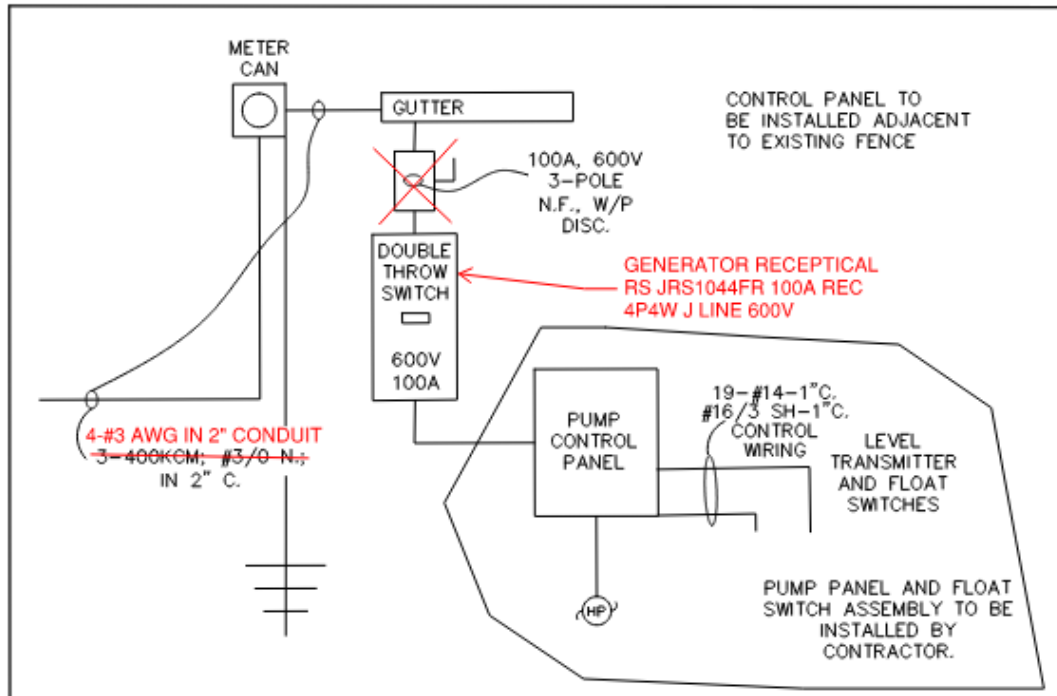 METER
CAN
GUTTER
CONTROL PANEL TO
BE INSTALLED ADJACENT
TO EXISTING FENCE
100A, 600V
3-POLE
N.F., W/P
DISC.
DOUBLE
THROW
SWITCH
600V
100A
GENERATOR RECEPTICAL
RS JRS1044FR 100A REC
4P4W J LINE 600V
4-#3 AWG IN 2" CONDUIT
3-400KCM; #3/0 N.;
IN 2" C.
PUMP
CONTROL
PANEL
19-#14-1"C.
#16/3 SH-1"C.
CONTROL
WIRING
LEVEL
TRANSMITTER
AND FLOAT
SWITCHES
HP
PUMP PANEL AND FLOAT
SWITCH ASSEMBLY TO BE
INSTALLED BY
CONTRACTOR.